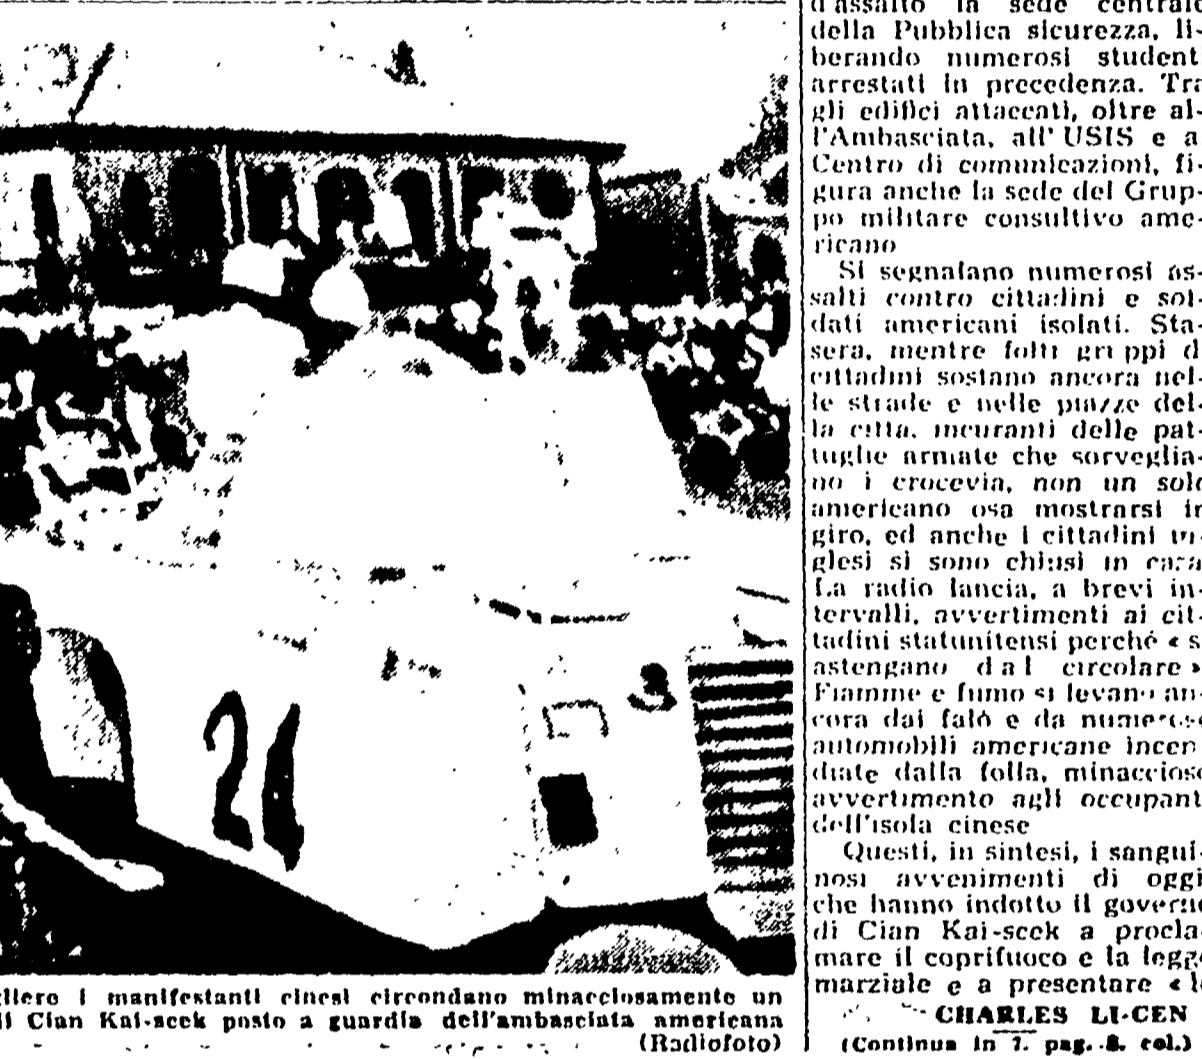 21
gliero i manifestanti cinesi circondano minacciosamente un
di Cian Kai-scek posto a guardia dell'ambasciata americana
(Radiofoto)
d'assalto la sede centrale
della Pubblica sicurezza, li-
berando numerosi student
arrestati in precedenza. Tra
gli edifici attaccati, oltre al-
l'Ambasciata, all' USIS e a
Centro di comunicazioni, fi-
gura anche la sede del Grup-
po militare consultivo ame-
ricano
Si segnalano numerosi as-
salti contro cittadini e sol-
dati americani isolati. Sta-
sera, mentre folti gruppi d
cittadini sostano ancora nel-
le strade e nelle piazze del-
la città, incuranti delle pat-
tuglie armate che sorveglia-
no i crocevia, non un solo
americano osa mostrarsi in
giro, ed anche i cittadini in-
glesi si sono chiusi in casa
La radio lancia, a brevi in-
tervalli, avvertimenti ai cit-
tadini statunitensi perché « s
astengano dal circolare »
Fiamme e fumo si levano an-
cora dai falò e da numerose
automobili americane incen
diate dalla folla, minaccioso
avvertimento agli occupant
dell'isola cinese
Questi, in sintesi, i sangui-
nosi avvenimenti di oggi
che hanno indotto il governo
di Cian Kai-scek a procla-
mare il coprifuoco e la legge
marziale e a presentare « le
CHARLES LI-CEN
(Continua in 7. pag. 8. col.)